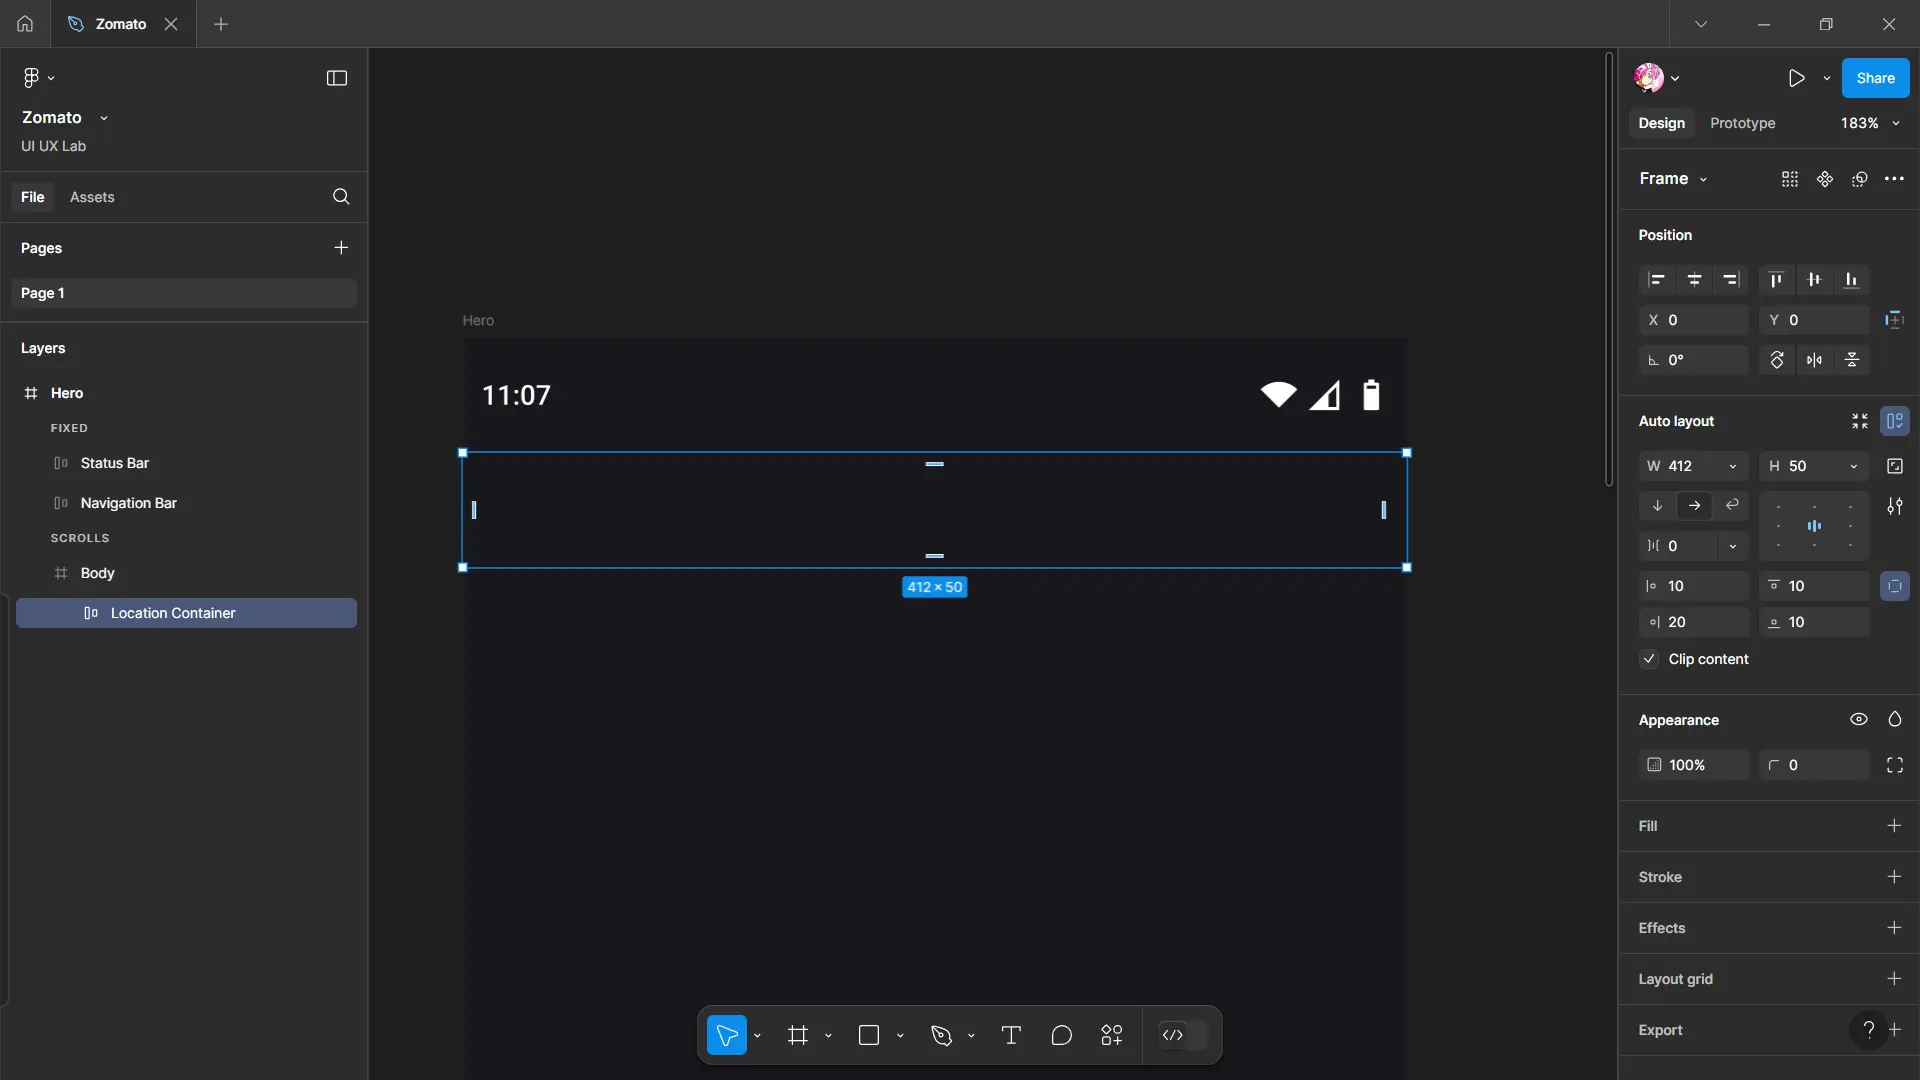 Zomato
Zomato
UI UX Lab
File Assets
Pages
Page 1
Layers
Hero
FIXED
Status Bar
Navigation Bar
SCROLLS
Body
Location Container
Hero
11:07
412 × 50
Share
Design Prototype 183%
Frame
Position
X 0 Y 0
0°
Auto layout
W 412 H 50
0
10 10
20 10
Clip content
Appearance
100% 0
Fill
Stroke
Effects
Layout grid
Export ?